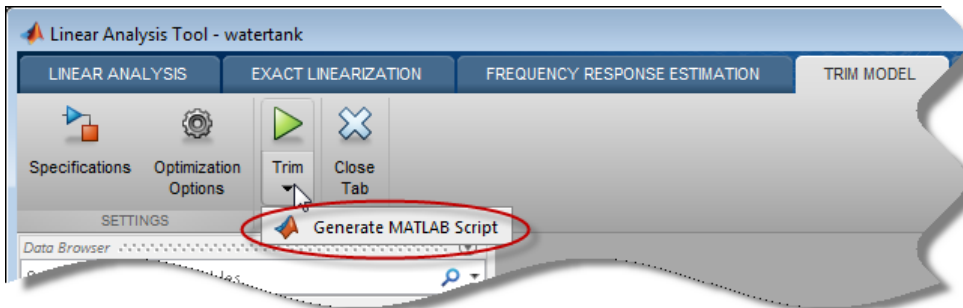 Linear Analysis Tool - watertank
LINEAR ANALYSIS
EXACT LINEARIZATION
FREQUENCY RESPONSE ESTIMATION
TRIM MODEL
Specifications
Optimization
Options
Trim
Close
Tab
SETTINGS
Generate MATLAB Script
Data Browser